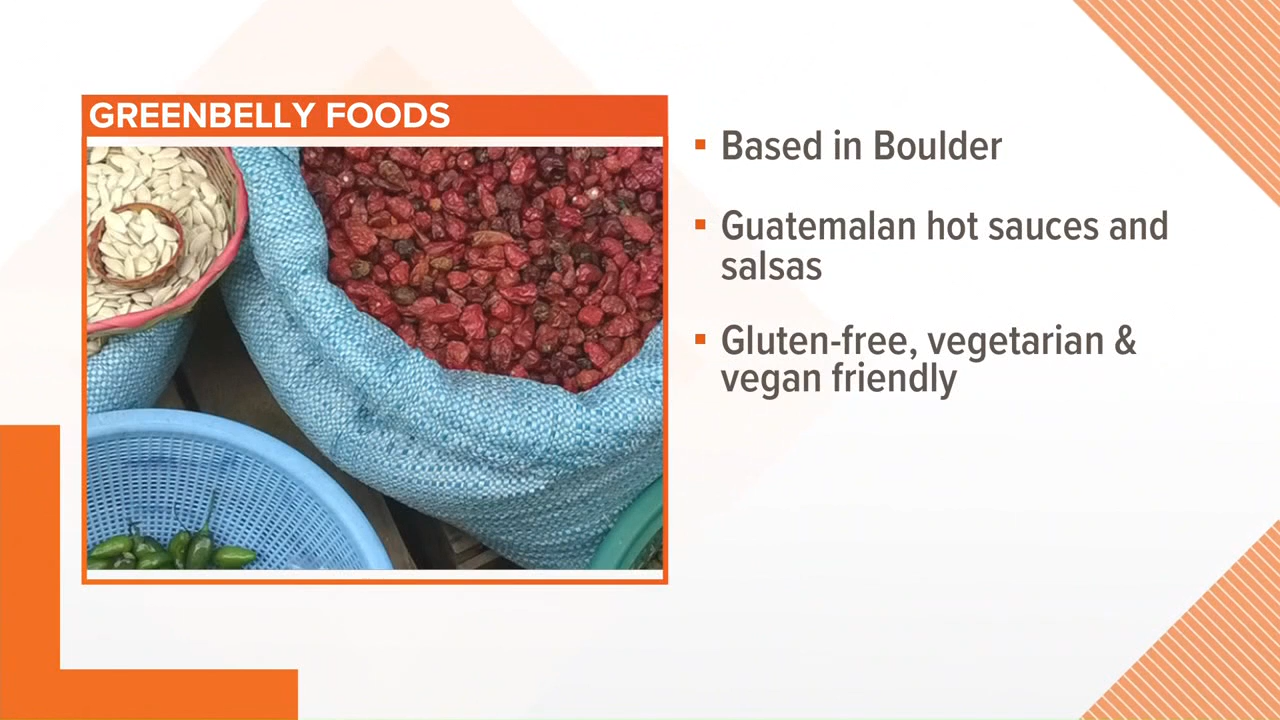 GREENBELLY FOODS
Based in Boulder
Guatemalan hot sauces and
salsas
Gluten-free, vegetarian &
vegan friendly